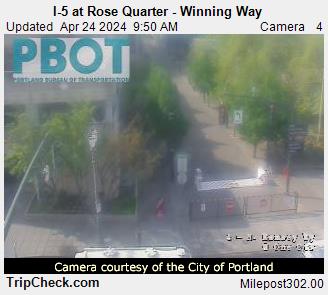 I-5 at Rose Quarter - Winning Way
Updated Apr 24 2024 9:50 AM Camera 4
PBOT
PORTLAND BUREAU OF TRANSPORTATION
Camera courtesy of the City of Portland
TripCheck.com Milepost302.00